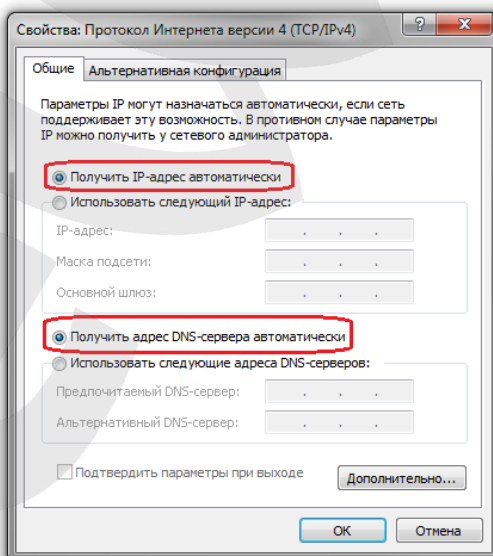 Свойства: Протокол Интернета версии 4 (TCP/IPv4)
?
Общие
Альтернативная конфигурация
Параметры IP могут назначаться автоматически, если сеть
поддерживает эту возможность. В противном случае параметры
IP можно получить у сетевого администратора.
Получить IP-адрес автоматически
Использовать следующий IP-адрес:
IP-адрес:
Маска подсети:
Основной шлюз:
Получить адрес DNS-сервера автоматически
Использовать следующие адреса DNS-серверов:
Предпочитаемый DNS-сервер:
Альтернативный DNS-сервер:
Подтвердить параметры при выходе
Дополнительно...
ОК
Отмена